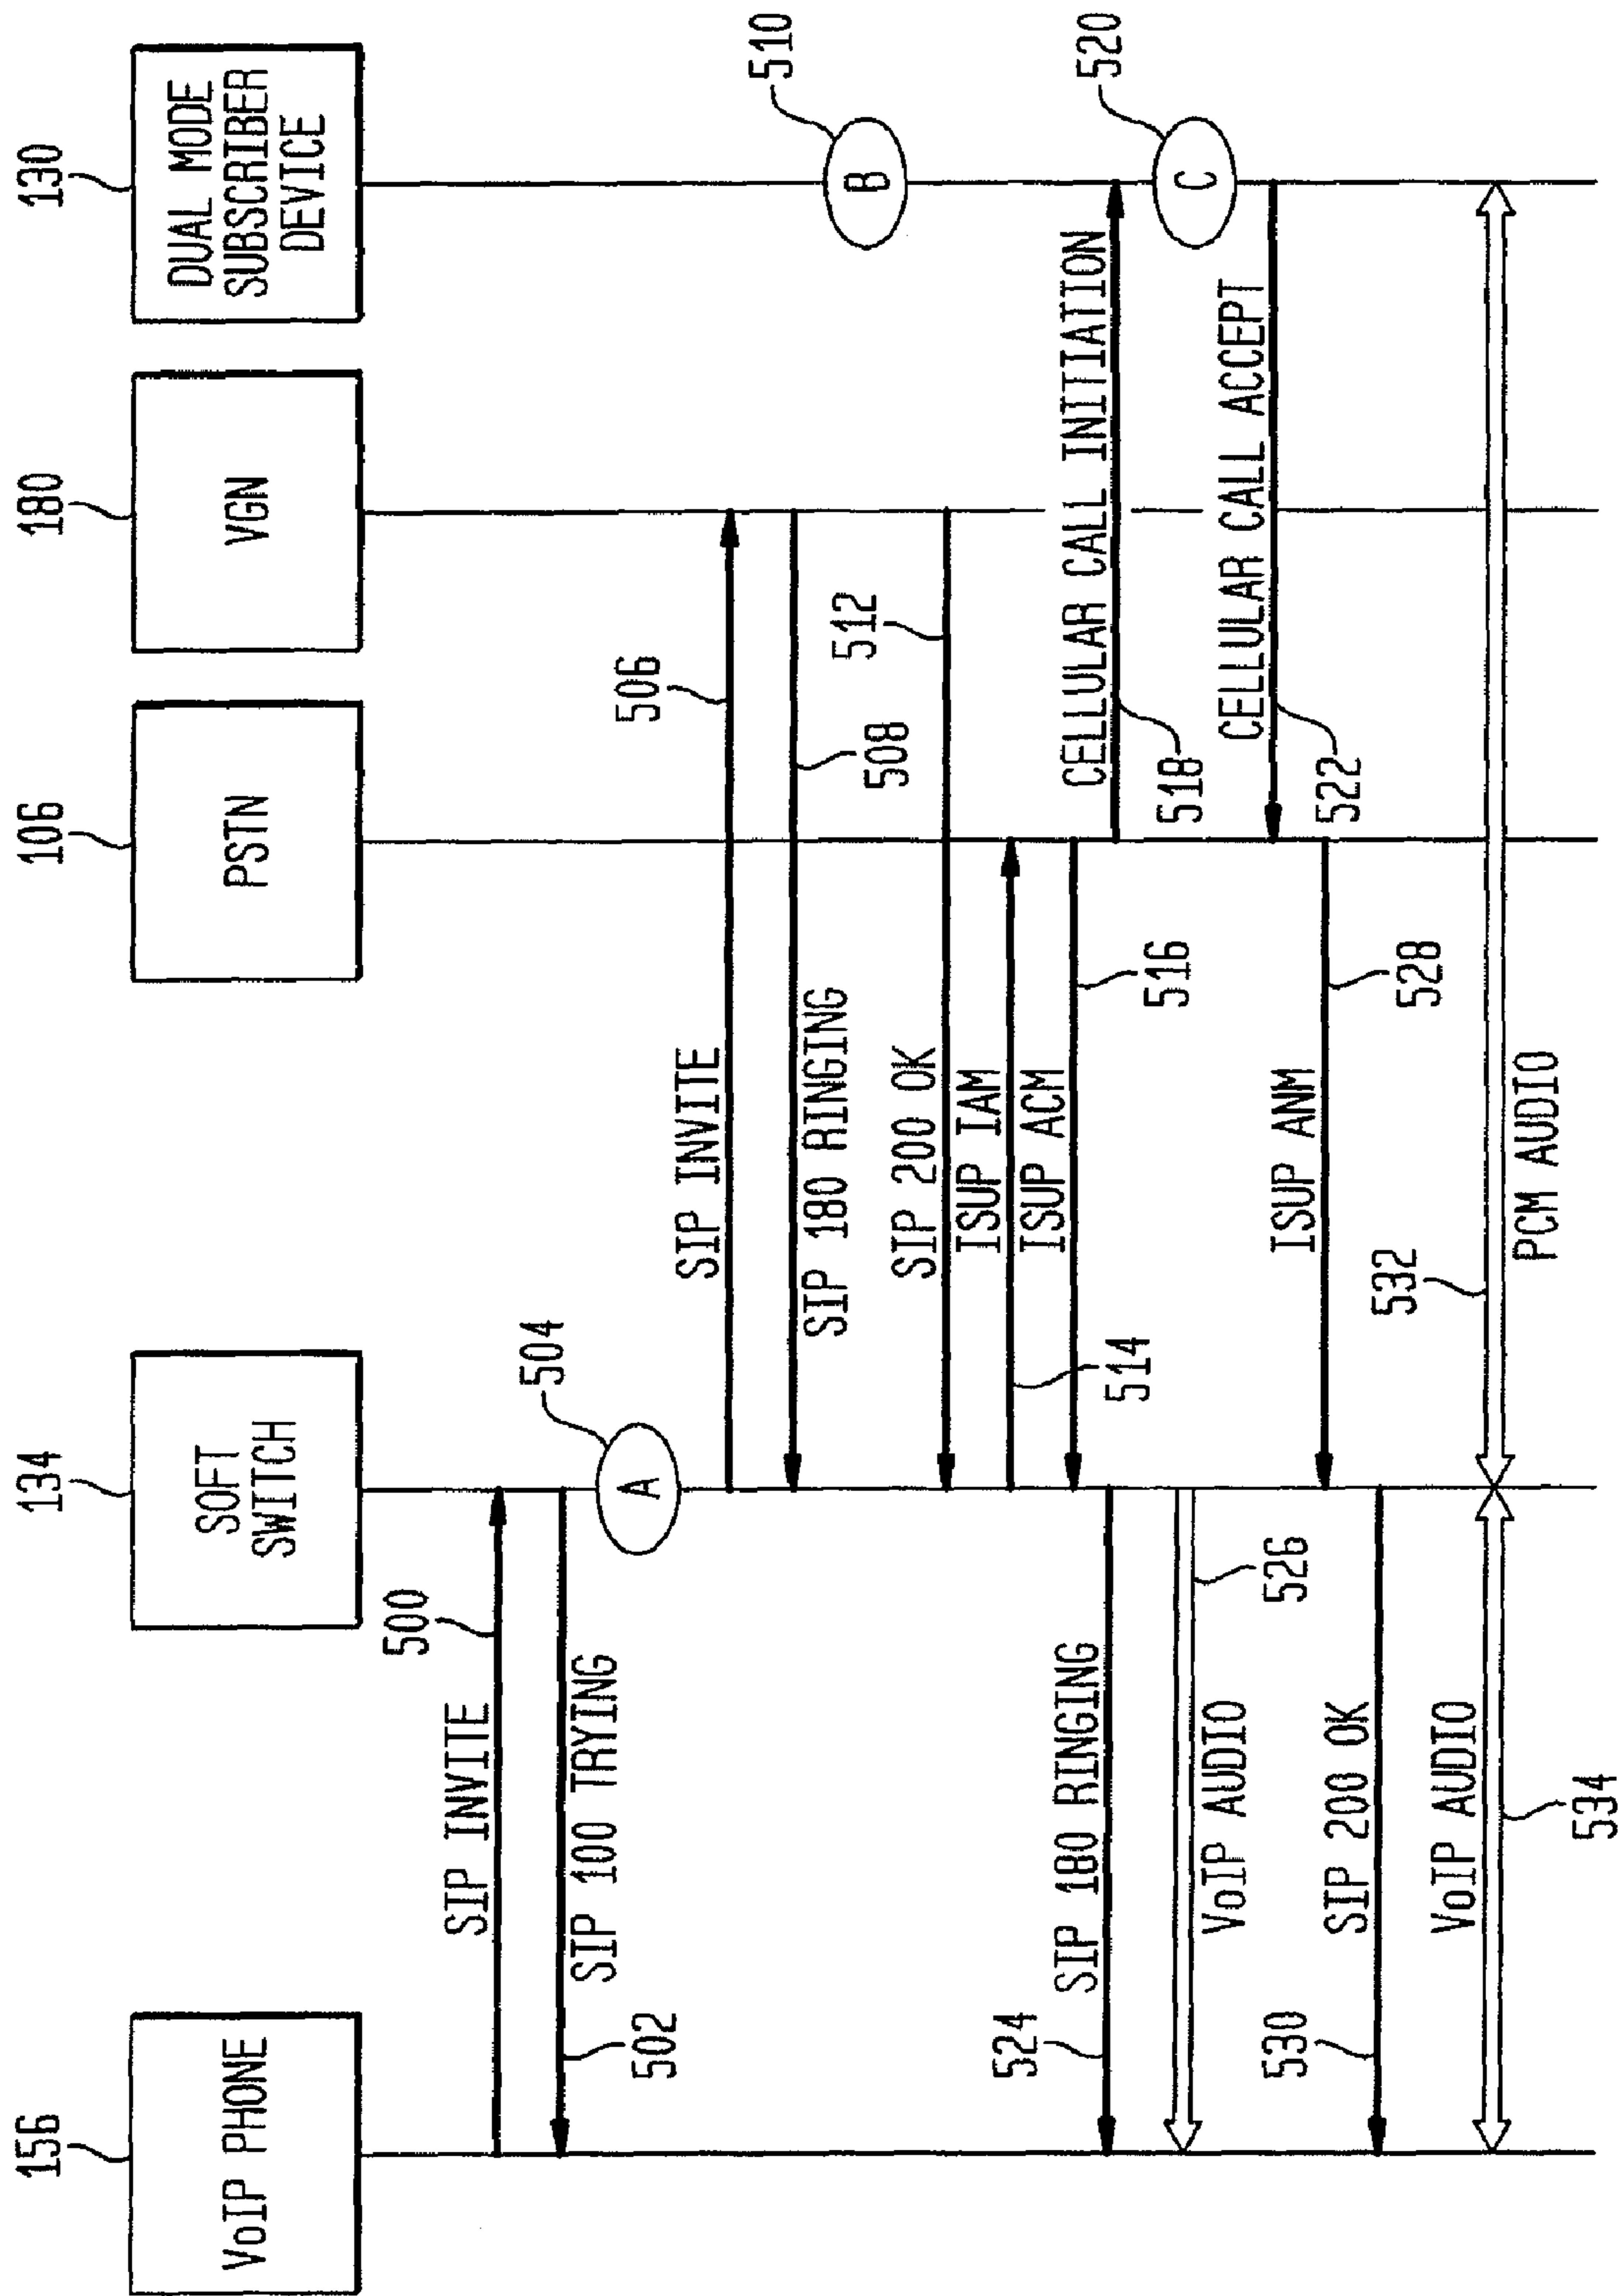 156
VoIP PHONE
134
SOFT
SWITCH
106
PSTN
180
VGN
130
DUAL MODE
SUBSCRIBER
DEVICE
SIP INVITE
500
SIP 100 TRYING
502
504
A
SIP INVITE
506
SIP 180 RINGING
508
510
B
SIP 200 OK
512
ISUP IAM
514
ISUP ACM
516
CELLULAR CALL INITIATION
518
524
SIP 180 RINGING
520
C
VoIP AUDIO
526
CELLULAR CALL ACCEPT
522
ISUP ANM
528
SIP 200 OK
530
532
PCM AUDIO
VoIP AUDIO
534